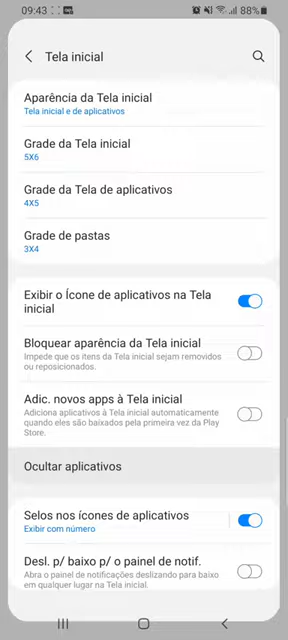 09:43
88%
Tela inicial
Aparência da Tela inicial
Tela inicial e de aplicativos
Grade da Tela inicial
5X6
Grade da Tela de aplicativos
4X5
Grade de pastas
3X4
Exibir o Ícone de aplicativos na Tela
inicial
Bloquear aparência da Tela inicial
Impede que os itens da Tela inicial sejam removidos
ou reposicionados.
Adic. novos apps à Tela inicial
Adiciona aplicativos à Tela inicial automaticamente
quando eles são baixados pela primeira vez da Play
Store.
Ocultar aplicativos
Selos nos ícones de aplicativos
Exibir com número
Desl. p/ baixo p/ o painel de notif.
Abra o painel de notificações deslizando para baixo
em qualquer lugar na Tela inicial.